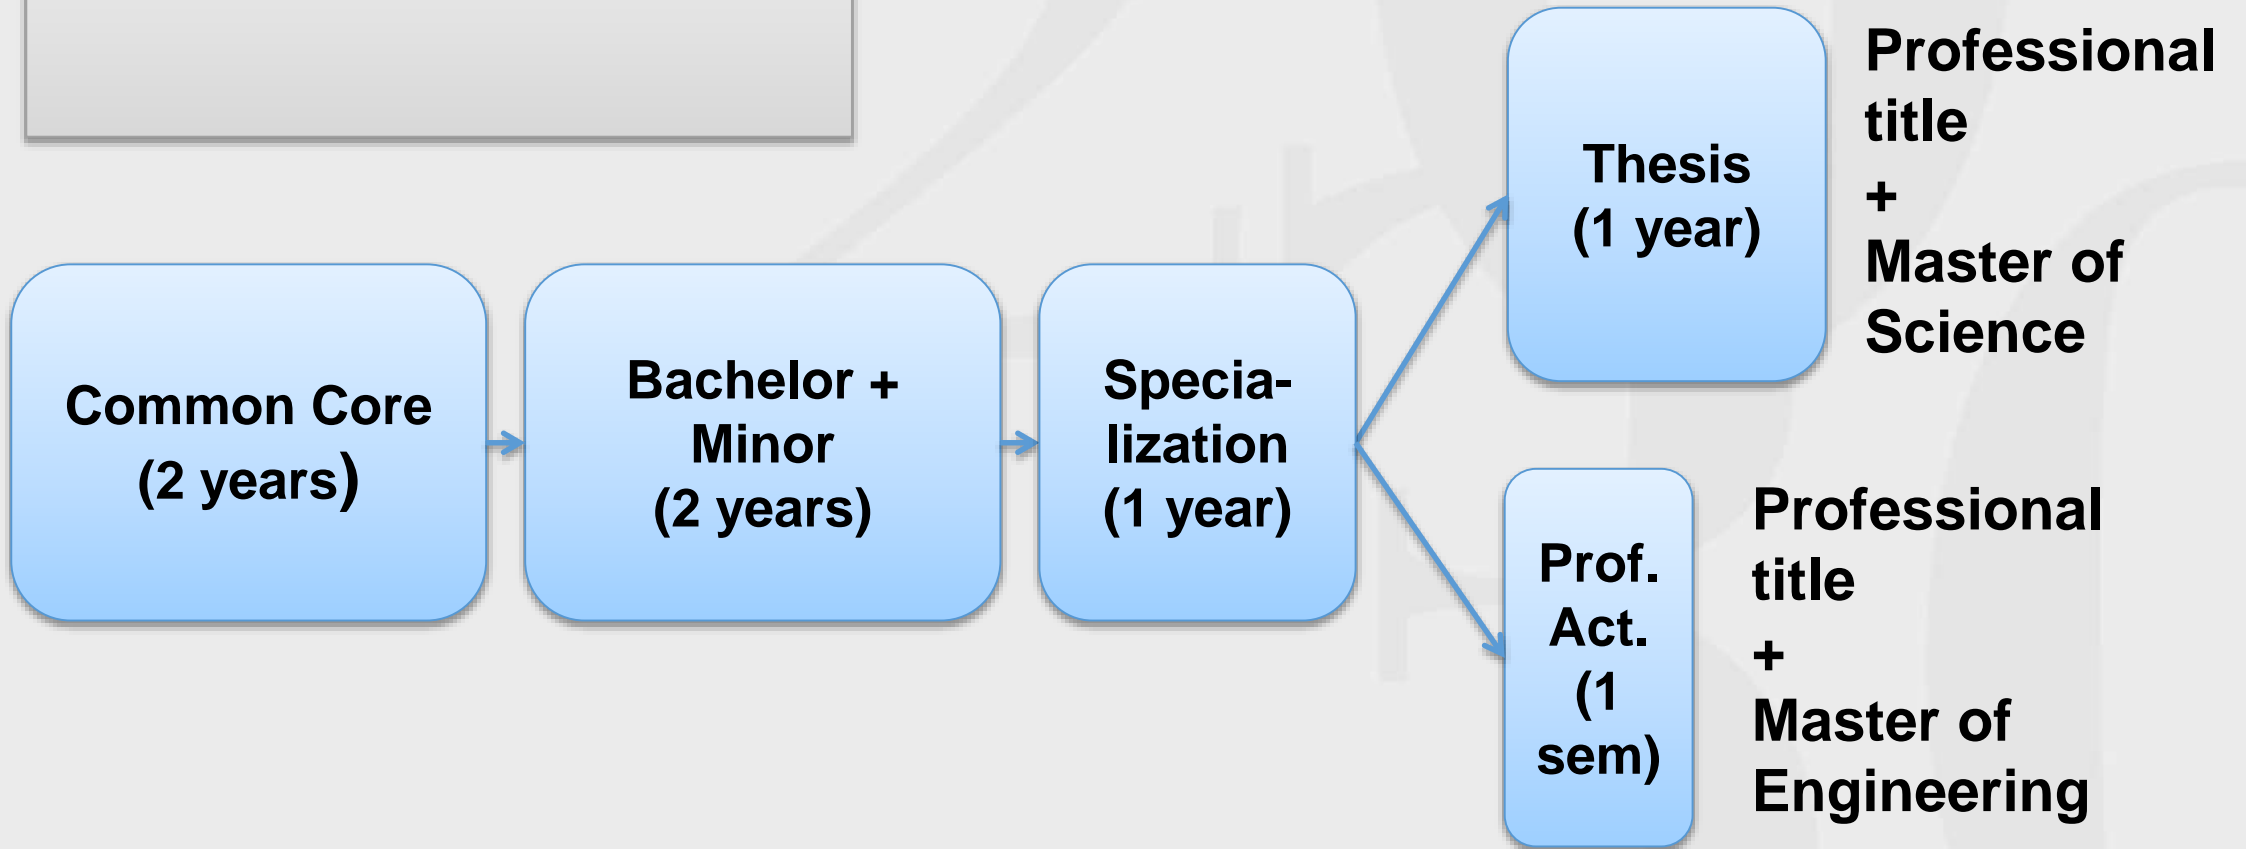 Common Core
(2 years)
Bachelor +
Minor
(2 years)
Specia-
lization
(1 year)
Thesis
(1 year)
Professional
title
+
Master of
Science
Prof.
Act.
(1
sem)
Professional
title
+
Master of
Engineering